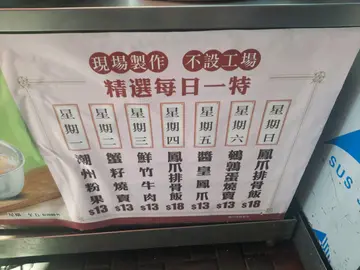 現場製作 不設工場
精選每日一特
星期一
潮州粉果
$13
星期二
蟹籽燒賣
$13
星期三
鮮竹牛肉
$13
星期四
鳳爪排骨飯
$18
星期五
醬皇鳳爪
$13
星期六
鵪鶉蛋燒賣
$13
星期日
鳳爪排骨飯
$18